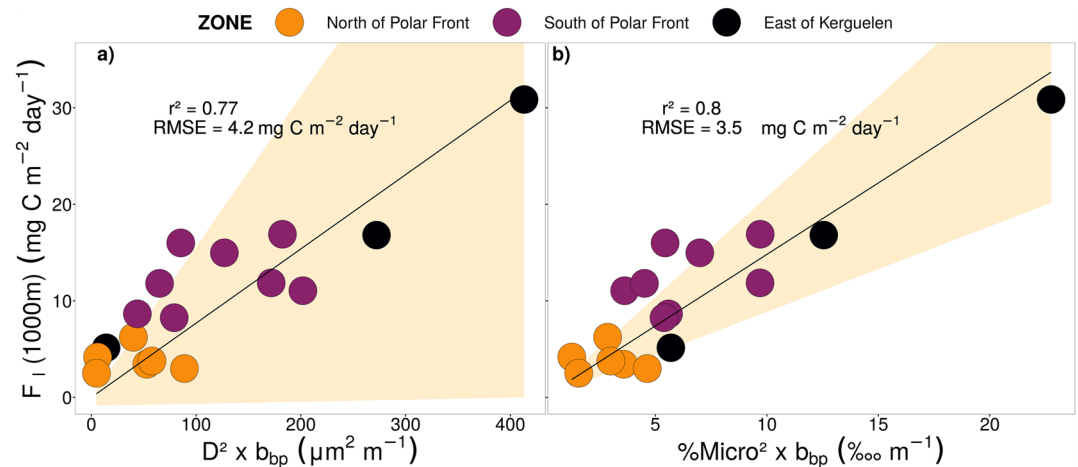 ZONE North of Polar Front South of Polar Front East of Kerguelen
a)
b)
r² = 0.77
RMSE = 4.2 mg C m⁻² day⁻¹
r² = 0.8
RMSE = 3.5 mg C m⁻² day⁻¹
F I (1000m) (mg C m⁻² day⁻¹)
30
20
10
0
0 100 200 300 400
5 10 15 20
D² x bbp (µm² m⁻¹)
%Micro² x bbp (‱ m⁻¹)